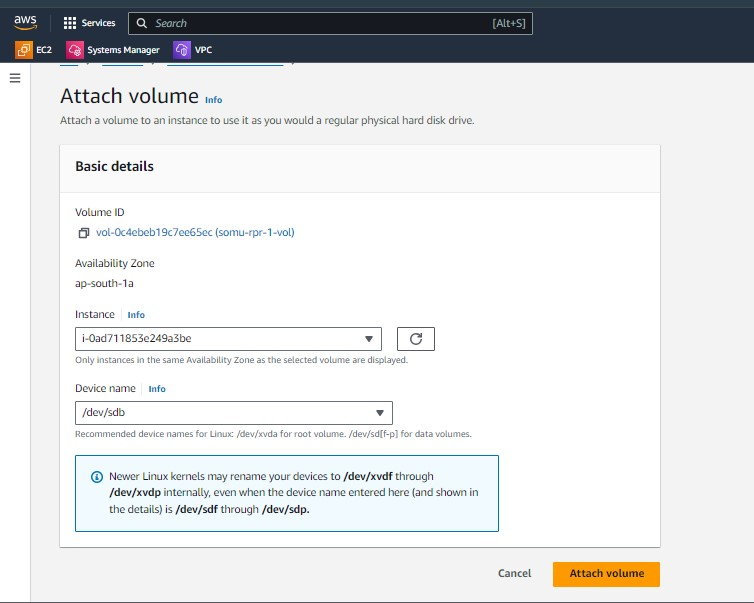 aws
Services
Search
[Alt+S]
EC2
Systems Manager
VPC
Attach volume Info
Attach a volume to an instance to use it as you would a regular physical hard disk drive.
Basic details
Volume ID
vol-0c4ebeb19c7ee65ec (somu-rpr-1-vol)
Availability Zone
ap-south-1a
Instance Info
i-0ad711853e249a3be
Only instances in the same Availability Zone as the selected volume are displayed.
Device name Info
/dev/sdb
Recommended device names for Linux: /dev/xvda for root volume. /dev/sd[f-p] for data volumes.
Newer Linux kernels may rename your devices to /dev/xvdf through
/dev/xvdp internally, even when the device name entered here (and shown in
the details) is /dev/sdf through /dev/sdp.
Cancel
Attach volume